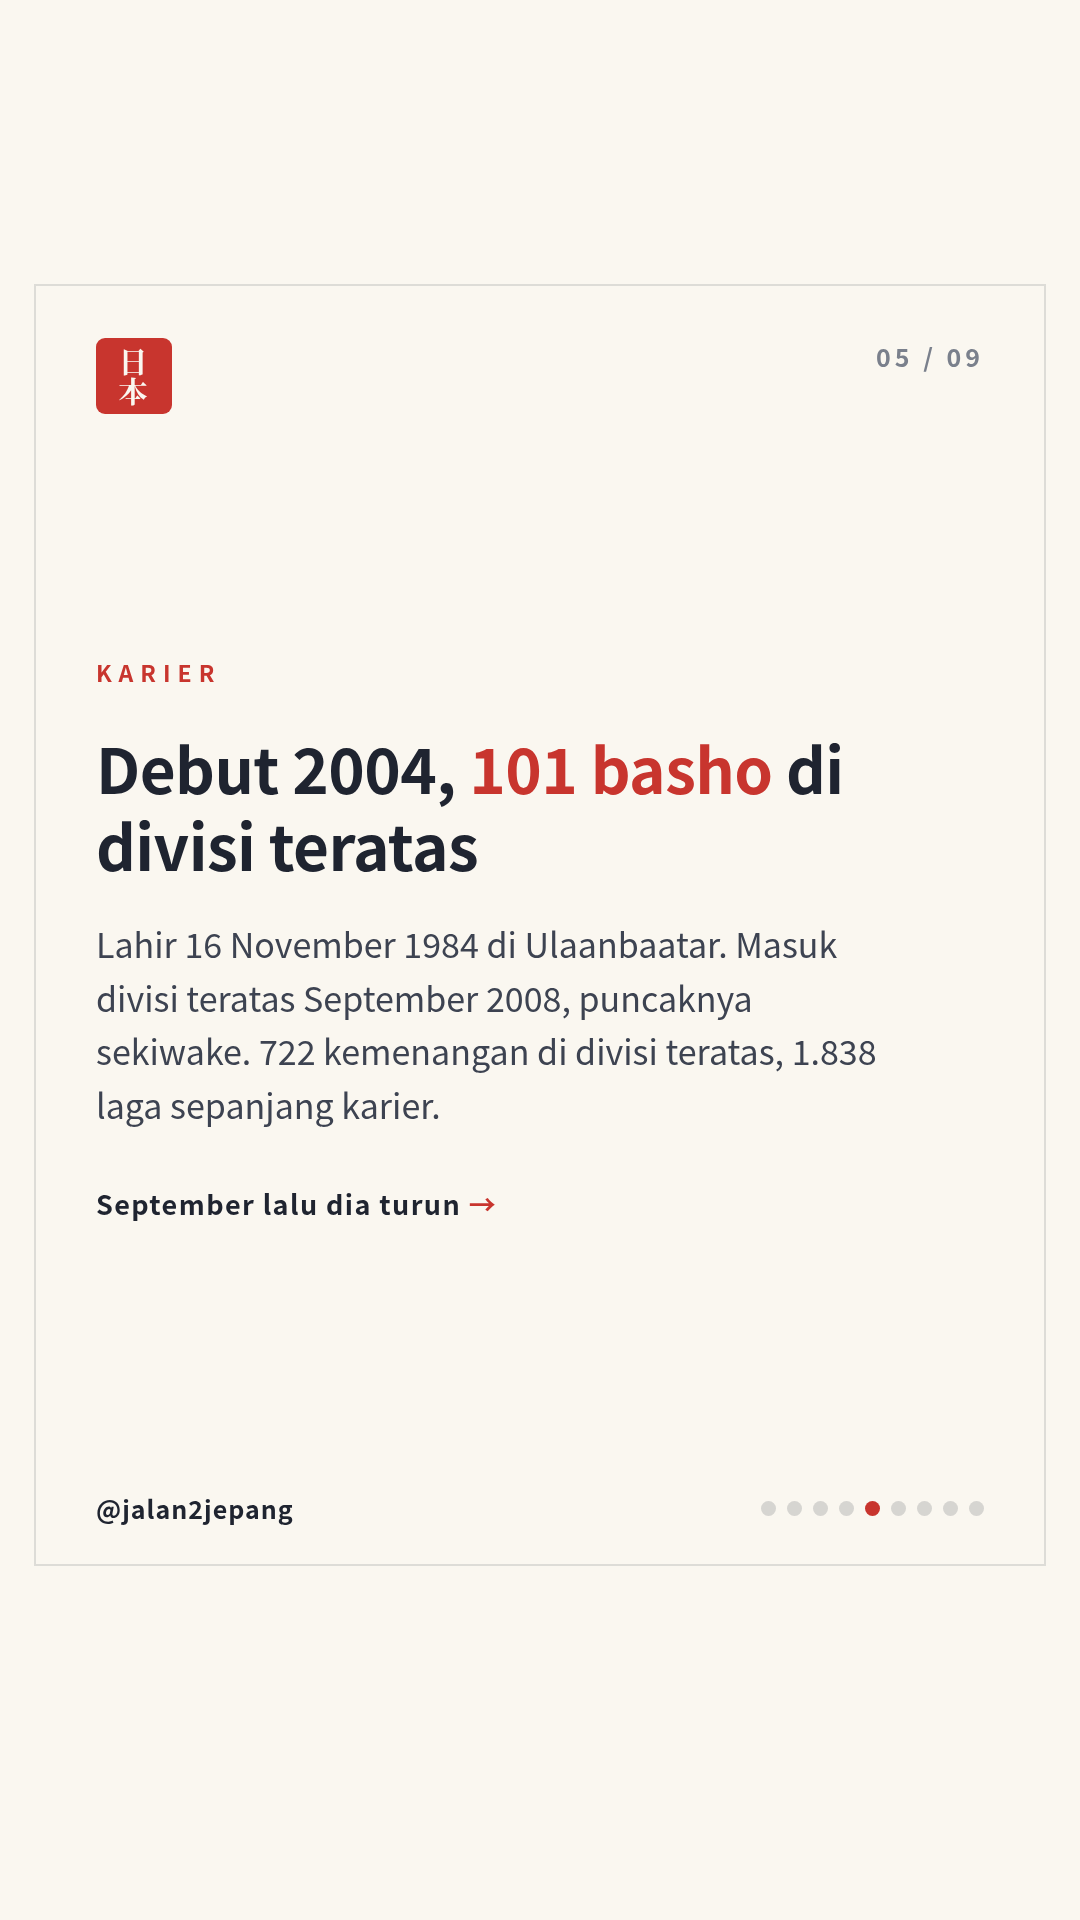 日
本
05 / 09
KARIER
Debut 2004, 101 basho di
divisi teratas
Lahir 16 November 1984 di Ulaanbaatar. Masuk
divisi teratas September 2008, puncaknya
sekiwake. 722 kemenangan di divisi teratas, 1.838
laga sepanjang karier.
September lalu dia turun →
@jalan2jepang